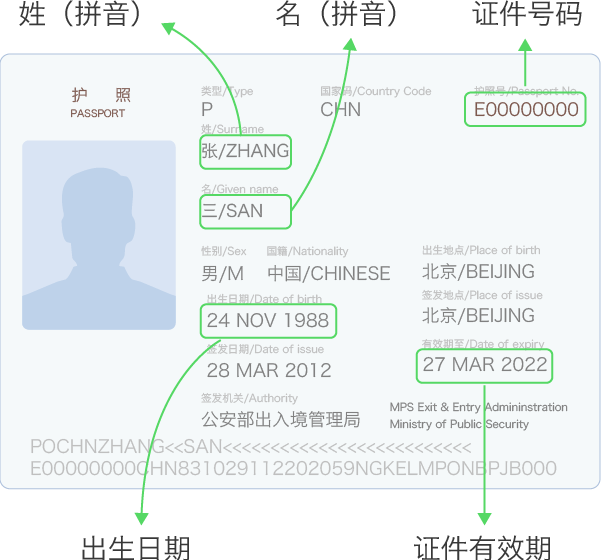 姓（拼音） 名（拼音） 证件号码
护 照
PASSPORT
类型/Type 国家码/Country Code 护照号/Passport No.
P CHN E00000000
姓/Surname
张/ZHANG
名/Given name
三/SAN
性别/Sex 国籍/Nationality 出生地点/Place of birth
男/M 中国/CHINESE 北京/BEIJING
出生日期/Date of birth 签发地点/Place of issue
24 NOV 1988 北京/BEIJING
签发日期/Date of issue 有效期至/Date of expiry
28 MAR 2012 27 MAR 2022
签发机关/Authority
公安部出入境管理局
MPS Exit & Entry Admininstration
Ministry of Public Security
POCHNZHANG<<SAN<<<<<<<<<<<<<<<<<<<<<<<<<<
E00000000CHN831029112202059NGKELMPONBPJB000
出生日期 证件有效期